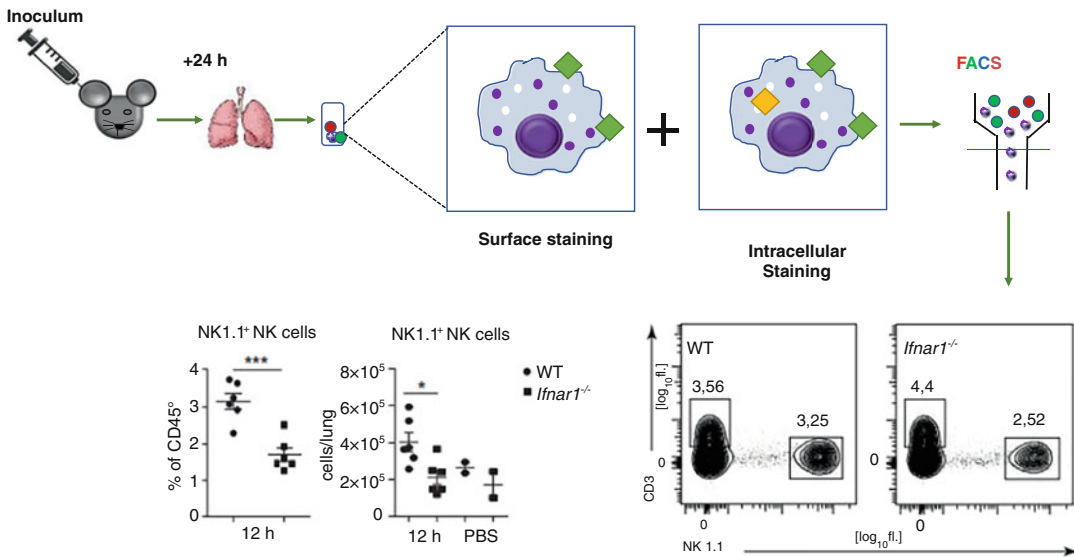 Inoculum
+24 h
FACS
Surface staining
Intracellular
Staining
NK1.1⁺ NK cells
***
% of CD45°
4
3
2
1
0
12 h
NK1.1⁺ NK cells
*
cells/lung
8×10⁵
6×10⁵
4×10⁵
2×10⁵
0
12 h PBS
WT
Ifnar1⁻/⁻
WT
3,56
3,25
[log₁₀fl.]
0
CD3
0
NK 1.1
Ifnar1⁻/⁻
4,4
2,52
0
0
[log₁₀fl.]